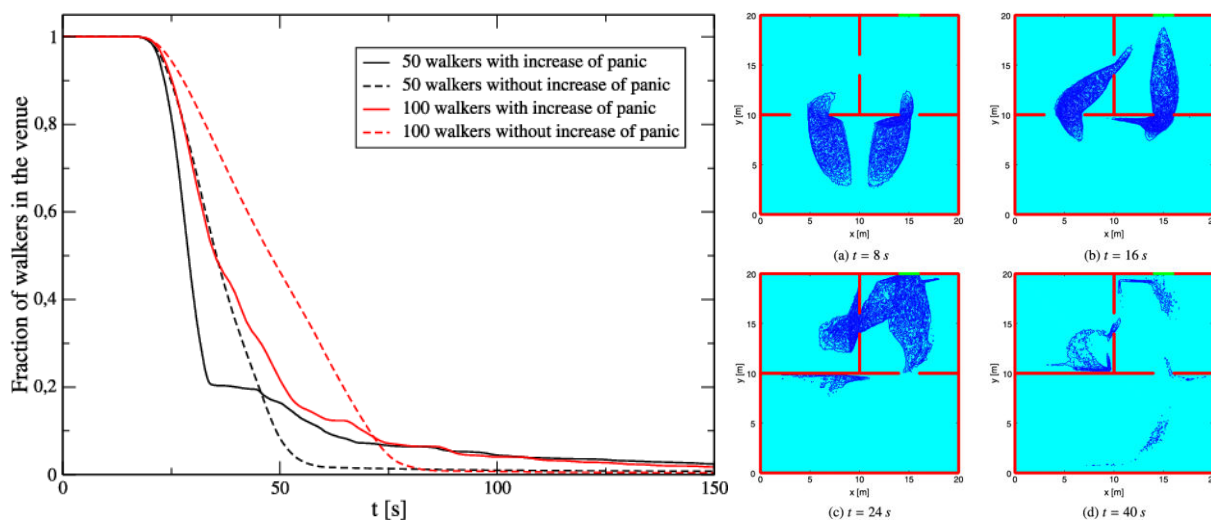 Fraction of walkers in the venue
1
0,8
0,6
0,4
0,2
0
0 50 100 150
t [s]
50 walkers with increase of panic
50 walkers without increase of panic
100 walkers with increase of panic
100 walkers without increase of panic
20
15
10
5
0
0 5 10 15 20
y [m]
x [m]
(a) t = 8 s
20
15
10
5
0
0 5 10 15 20
y [m]
x [m]
(b) t = 16 s
20
15
10
5
0
0 5 10 15 20
y [m]
x [m]
(c) t = 24 s
20
15
10
5
0
0 5 10 15 20
y [m]
x [m]
(d) t = 40 s